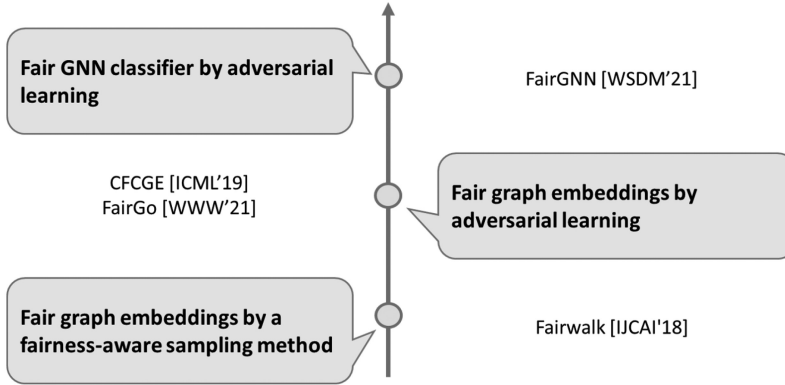 Fair GNN classifier by adversarial
learning
FairGNN [WSDM’21]
CFCGE [ICML’19]
FairGo [WWW’21]
Fair graph embeddings by
adversarial learning
Fair graph embeddings by a
fairness-aware sampling method
Fairwalk [IJCAI'18]